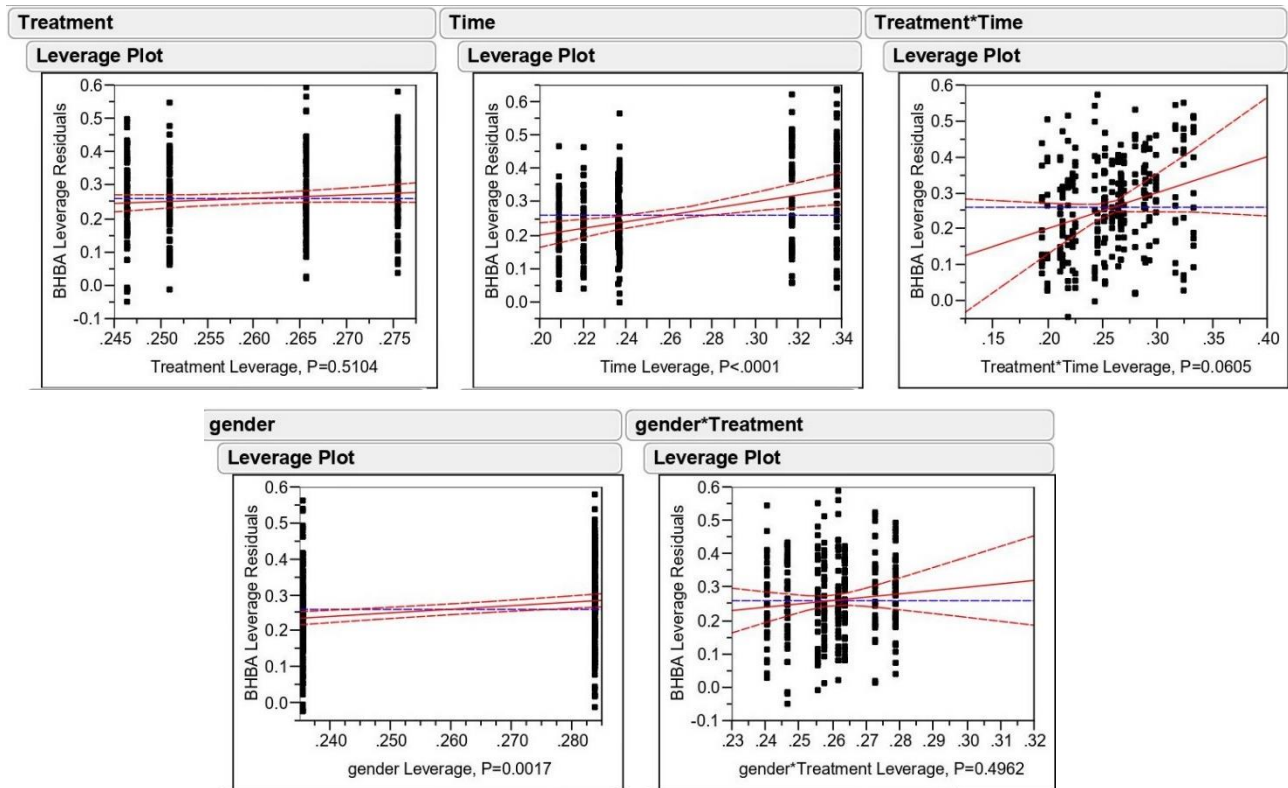 Treatment
Leverage Plot
BHBA Leverage Residuals
0.6
0.5
0.4
0.3
0.2
0.1
0.0
-0.1
.245 .250 .255 .260 .265 .270 .275
Treatment Leverage, P=0.5104
Time
Leverage Plot
BHBA Leverage Residuals
0.6
0.5
0.4
0.3
0.2
0.1
0.0
.20 .22 .24 .26 .28 .30 .32 .34
Time Leverage, P<.0001
Treatment*Time
Leverage Plot
BHBA Leverage Residuals
0.6
0.5
0.4
0.3
0.2
0.1
0.0
.15 .20 .25 .30 .35 .40
Treatment*Time Leverage, P=0.0605
gender
Leverage Plot
BHBA Leverage Residuals
0.6
0.5
0.4
0.3
0.2
0.1
0.0
.240 .250 .260 .270 .280
gender Leverage, P=0.0017
gender*Treatment
Leverage Plot
BHBA Leverage Residuals
0.6
0.5
0.4
0.3
0.2
0.1
0.0
-0.1
.23 .24 .25 .26 .27 .28 .29 .30 .31 .32
gender*Treatment Leverage, P=0.4962